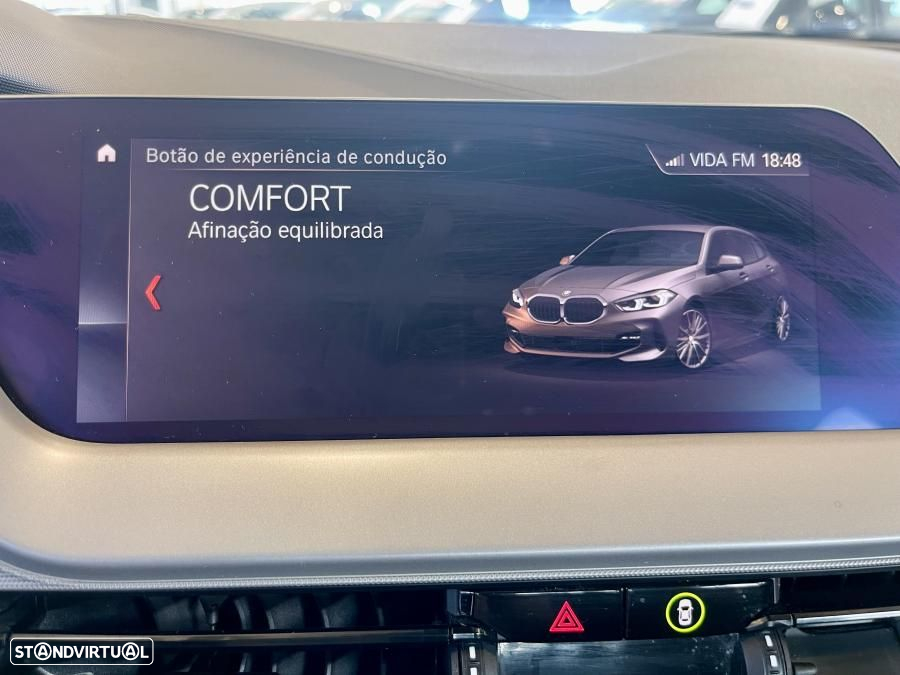 Botão de experiência de condução
VIDA FM 18:48
COMFORT
Afinação equilibrada
STANDVIRTUAL